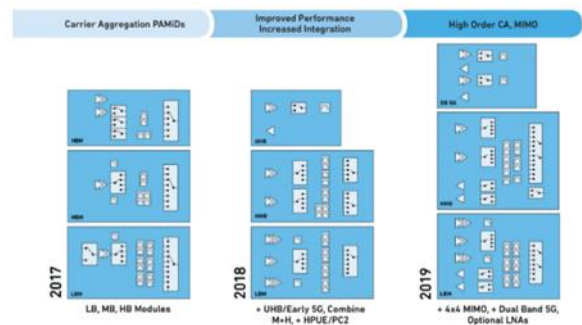 Carrier Aggregation PAMiDs
Improved Performance
Increased Integration
High Order CA, MIMO
2017
LB, MB, HB Modules
2018
+ UHB/Early 5G, Combine
M+H, + HPUE/PC2
2019
+ 4x4 MIMO, + Dual Band 5G,
Optional LNAs